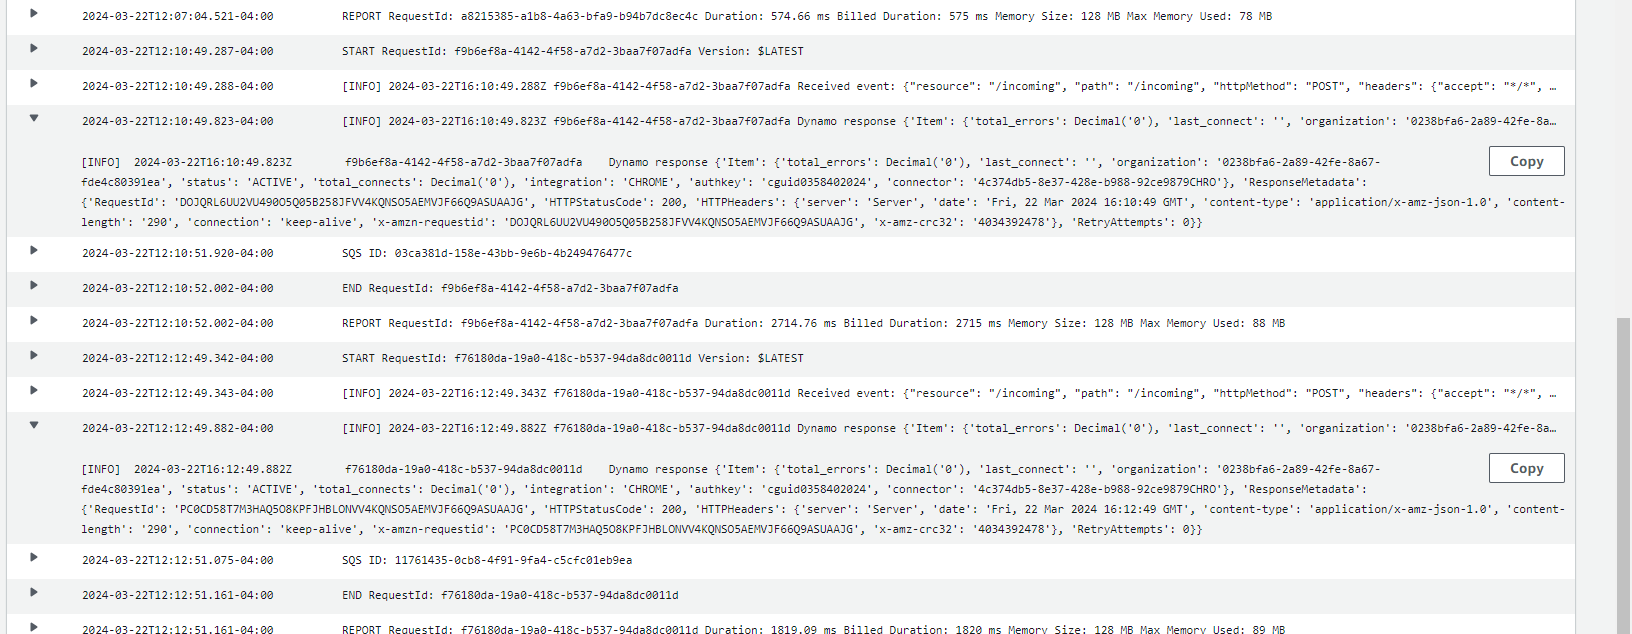 2024-03-22T12:07:04.521-04:00 REPORT RequestId: a8215385-a1b8-4a63-bfa9-b94b7dc8ec4c Duration: 574.66 ms Billed Duration: 575 ms Memory Size: 128 MB Max Memory Used: 78 MB
2024-03-22T12:10:49.287-04:00 START RequestId: f9b6ef8a-4142-4f58-a7d2-3baa7f07adfa Version: $LATEST
2024-03-22T12:10:49.288-04:00 [INFO] 2024-03-22T16:10:49.288Z f9b6ef8a-4142-4f58-a7d2-3baa7f07adfa Received event: {"resource": "/incoming", "path": "/incoming", "httpMethod": "POST", "headers": {"accept": "*/*", …
2024-03-22T12:10:49.823-04:00 [INFO] 2024-03-22T16:10:49.823Z f9b6ef8a-4142-4f58-a7d2-3baa7f07adfa Dynamo response {'Item': {'total_errors': Decimal('0'), 'last_connect': '', 'organization': '0238bfa6-2a89-42fe-8a…
[INFO] 2024-03-22T16:10:49.823Z f9b6ef8a-4142-4f58-a7d2-3baa7f07adfa Dynamo response {'Item': {'total_errors': Decimal('0'), 'last_connect': '', 'organization': '0238bfa6-2a89-42fe-8a67-
Copy
fde4c80391ea', 'status': 'ACTIVE', 'total_connects': Decimal('0'), 'integration': 'CHROME', 'authkey': 'cguid0358402024', 'connector': '4c374db5-8e37-428e-b988-92ce9879CHRO'}, 'ResponseMetadata':
{'RequestId': 'DOJQRL6UU2VU490O5Q05B258JFVV4KQNSO5AEMVJF66Q9ASUAAJG', 'HTTPStatusCode': 200, 'HTTPHeaders': {'server': 'Server', 'date': 'Fri, 22 Mar 2024 16:10:49 GMT', 'content-type': 'application/x-amz-json-1.0', 'content-
length': '290', 'connection': 'keep-alive', 'x-amzn-requestid': 'DOJQRL6UU2VU490O5Q05B258JFVV4KQNSO5AEMVJF66Q9ASUAAJG', 'x-amz-crc32': '4034392478'}, 'RetryAttempts': 0}}
2024-03-22T12:10:51.920-04:00 SQS ID: 03ca381d-158e-43bb-9e6b-4b249476477c
2024-03-22T12:10:52.002-04:00 END RequestId: f9b6ef8a-4142-4f58-a7d2-3baa7f07adfa
2024-03-22T12:10:52.002-04:00 REPORT RequestId: f9b6ef8a-4142-4f58-a7d2-3baa7f07adfa Duration: 2714.76 ms Billed Duration: 2715 ms Memory Size: 128 MB Max Memory Used: 88 MB
2024-03-22T12:12:49.342-04:00 START RequestId: f76180da-19a0-418c-b537-94da8dc0011d Version: $LATEST
2024-03-22T12:12:49.343-04:00 [INFO] 2024-03-22T16:12:49.343Z f76180da-19a0-418c-b537-94da8dc0011d Received event: {"resource": "/incoming", "path": "/incoming", "httpMethod": "POST", "headers": {"accept": "*/*", …
2024-03-22T12:12:49.882-04:00 [INFO] 2024-03-22T16:12:49.882Z f76180da-19a0-418c-b537-94da8dc0011d Dynamo response {'Item': {'total_errors': Decimal('0'), 'last_connect': '', 'organization': '0238bfa6-2a89-42fe-8a…
[INFO] 2024-03-22T16:12:49.882Z f76180da-19a0-418c-b537-94da8dc0011d Dynamo response {'Item': {'total_errors': Decimal('0'), 'last_connect': '', 'organization': '0238bfa6-2a89-42fe-8a67-
Copy
fde4c80391ea', 'status': 'ACTIVE', 'total_connects': Decimal('0'), 'integration': 'CHROME', 'authkey': 'cguid0358402024', 'connector': '4c374db5-8e37-428e-b988-92ce9879CHRO'}, 'ResponseMetadata':
{'RequestId': 'PC0CD58T7M3HAQ5O8KPFJHBLONVV4KQNSO5AEMVJF66Q9ASUAAJG', 'HTTPStatusCode': 200, 'HTTPHeaders': {'server': 'Server', 'date': 'Fri, 22 Mar 2024 16:12:49 GMT', 'content-type': 'application/x-amz-json-1.0', 'content-
length': '290', 'connection': 'keep-alive', 'x-amzn-requestid': 'PC0CD58T7M3HAQ5O8KPFJHBLONVV4KQNSO5AEMVJF66Q9ASUAAJG', 'x-amz-crc32': '4034392478'}, 'RetryAttempts': 0}}
2024-03-22T12:12:51.075-04:00 SQS ID: 11761435-0cb8-4f91-9fa4-c5cfc01eb9ea
2024-03-22T12:12:51.161-04:00 END RequestId: f76180da-19a0-418c-b537-94da8dc0011d
2024-03-22T12:12:51.161-04:00 REPORT RequestId: f76180da-19a0-418c-b537-94da8dc0011d Duration: 1819.09 ms Billed Duration: 1820 ms Memory Size: 128 MB Max Memory Used: 89 MB